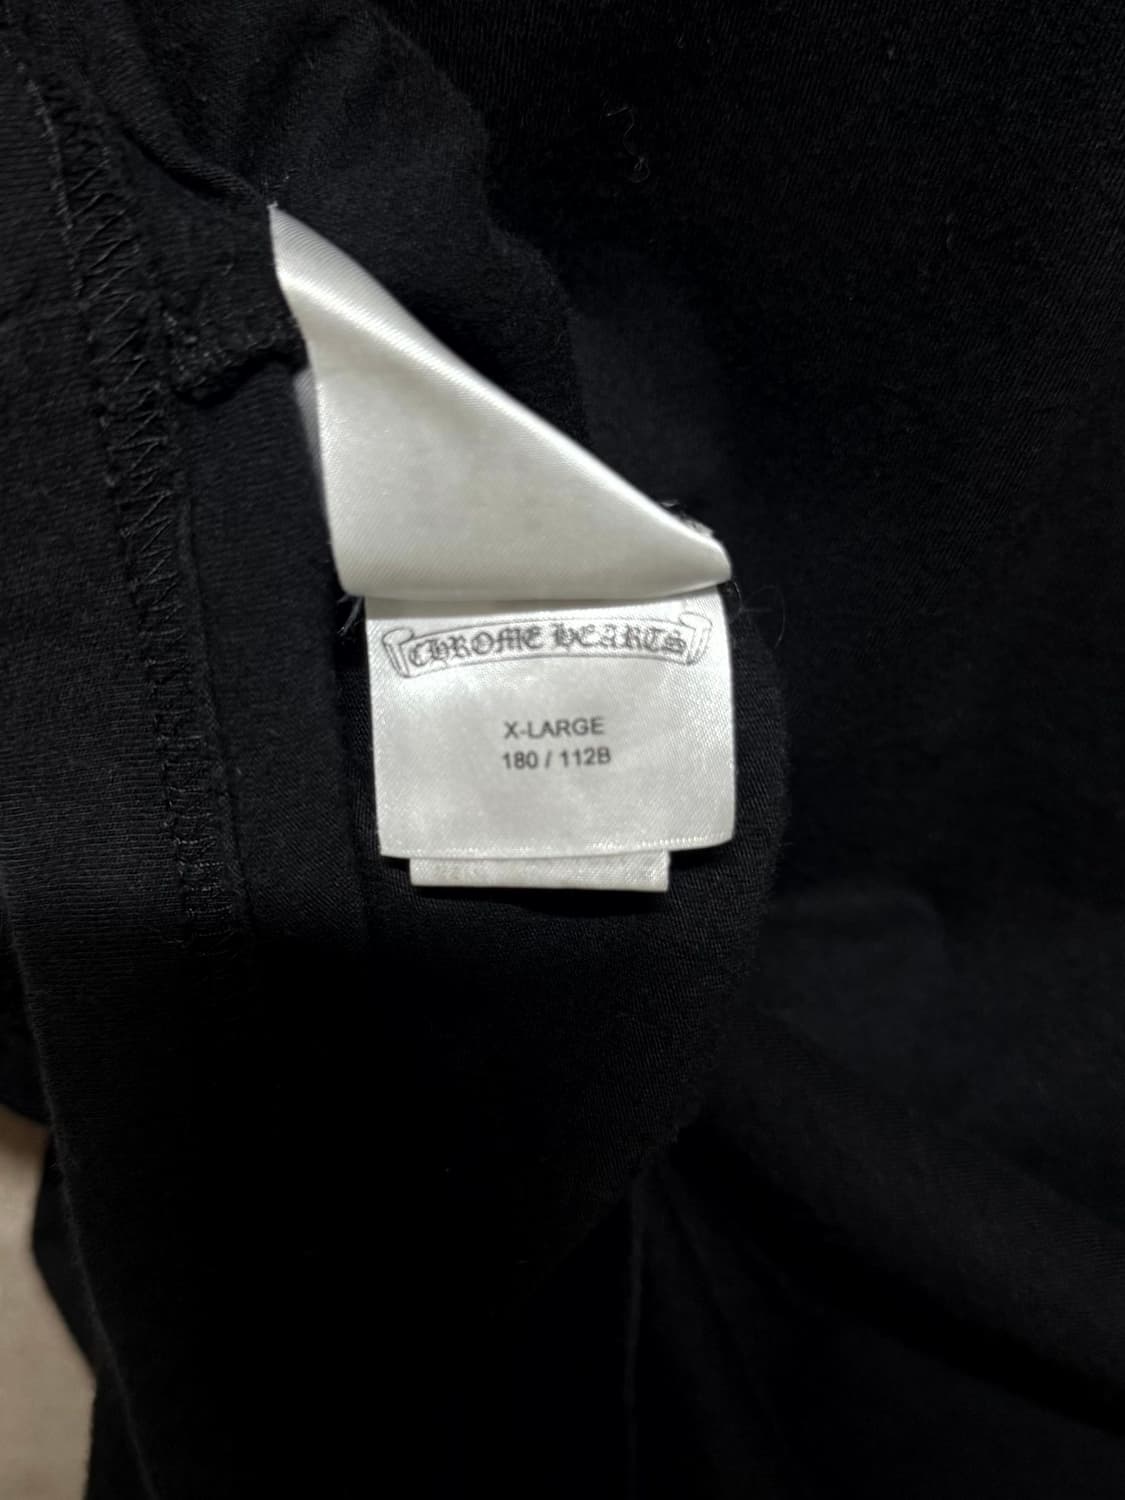 CHROME HEARTS
X-LARGE
180 / 112B